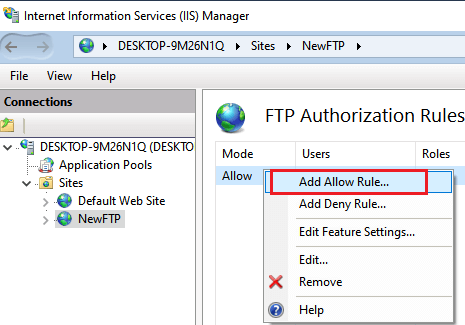 Internet Information Services (IIS) Manager
DESKTOP-9M26N1Q Sites NewFTP
File View Help
Connections
DESKTOP-9M26N1Q (DESKTO
Application Pools
Sites
Default Web Site
NewFTP
FTP Authorization Rules
Mode Users Roles
Allow
Add Allow Rule...
Add Deny Rule...
Edit Feature Settings...
Edit...
Remove
Help